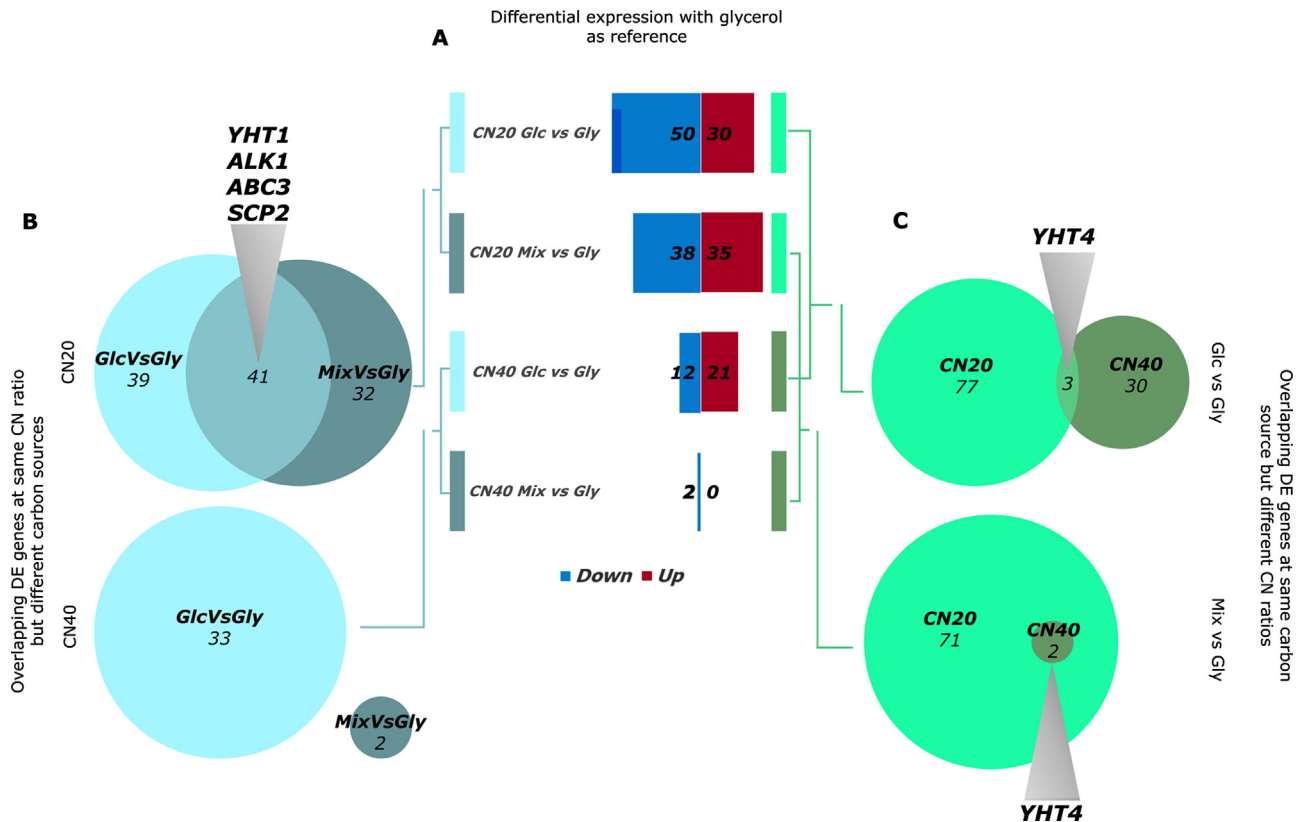 Differential expression with glycerol
as reference
A
CN20 Glc vs Gly
50 30
CN20 Mix vs Gly
38 35
CN40 Glc vs Gly
12 21
CN40 Mix vs Gly
2 0
Down Up
B
Overlapping DE genes at same CN ratio
but different carbon sources
CN20
YHT1
ALK1
ABC3
SCP2
GlcVsGly
39
41
MixVsGly
32
CN40
GlcVsGly
33
MixVsGly
2
C
YHT4
CN20
77
3
CN40
30
Glc vs Gly
Overlapping DE genes at same carbon
source but different CN ratios
CN20
71
CN40
2
Mix vs Gly
YHT4